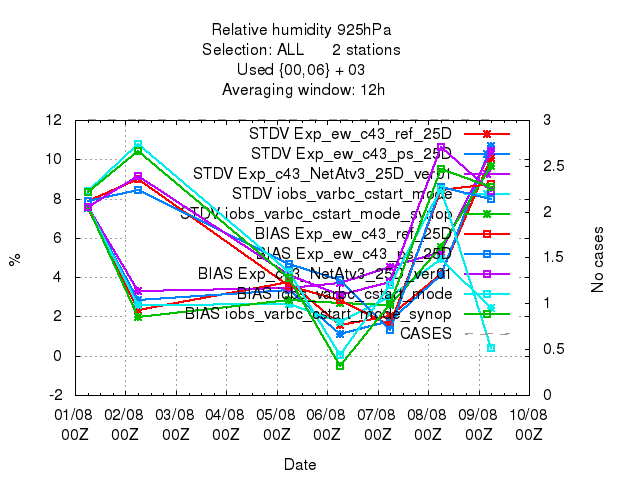 Relative humidity 925hPa
Selection: ALL 2 stations
Used {00,06} + 03
Averaging window: 12h
STDV Exp_ew_c43_ref_25D
STDV Exp_ew_c43_ps_25D
STDV Exp_c43_NetAtv3_25D_ver01
STDV iobs_varbc_cstart_mode
STDV iobs_varbc_cstart_mode_synop
BIAS Exp_ew_c43_ref_25D
BIAS Exp_ew_c43_ps_25D
BIAS Exp_c43_NetAtv3_25D_ver01
BIAS iobs_varbc_cstart_mode
BIAS iobs_varbc_cstart_mode_synop
CASES
12
10
8
6
4
2
0
-2
%
3
2.5
2
1.5
1
0.5
0
No cases
01/08 02/08 03/08 04/08 05/08 06/08 07/08 08/08 09/08 10/08
00Z 00Z 00Z 00Z 00Z 00Z 00Z 00Z 00Z 00Z
Date